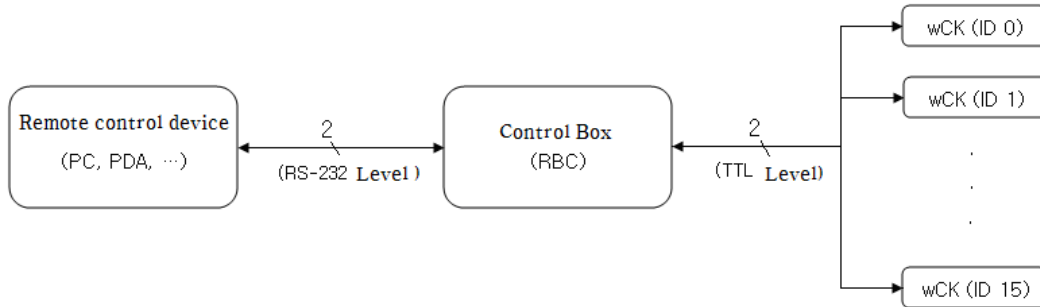 Remote control device
(PC, PDA, …)
2
(RS-232 Level )
Control Box
(RBC)
2
(TTL Level)
wCK (ID 0)
wCK (ID 1)
.
.
.
wCK (ID 15)